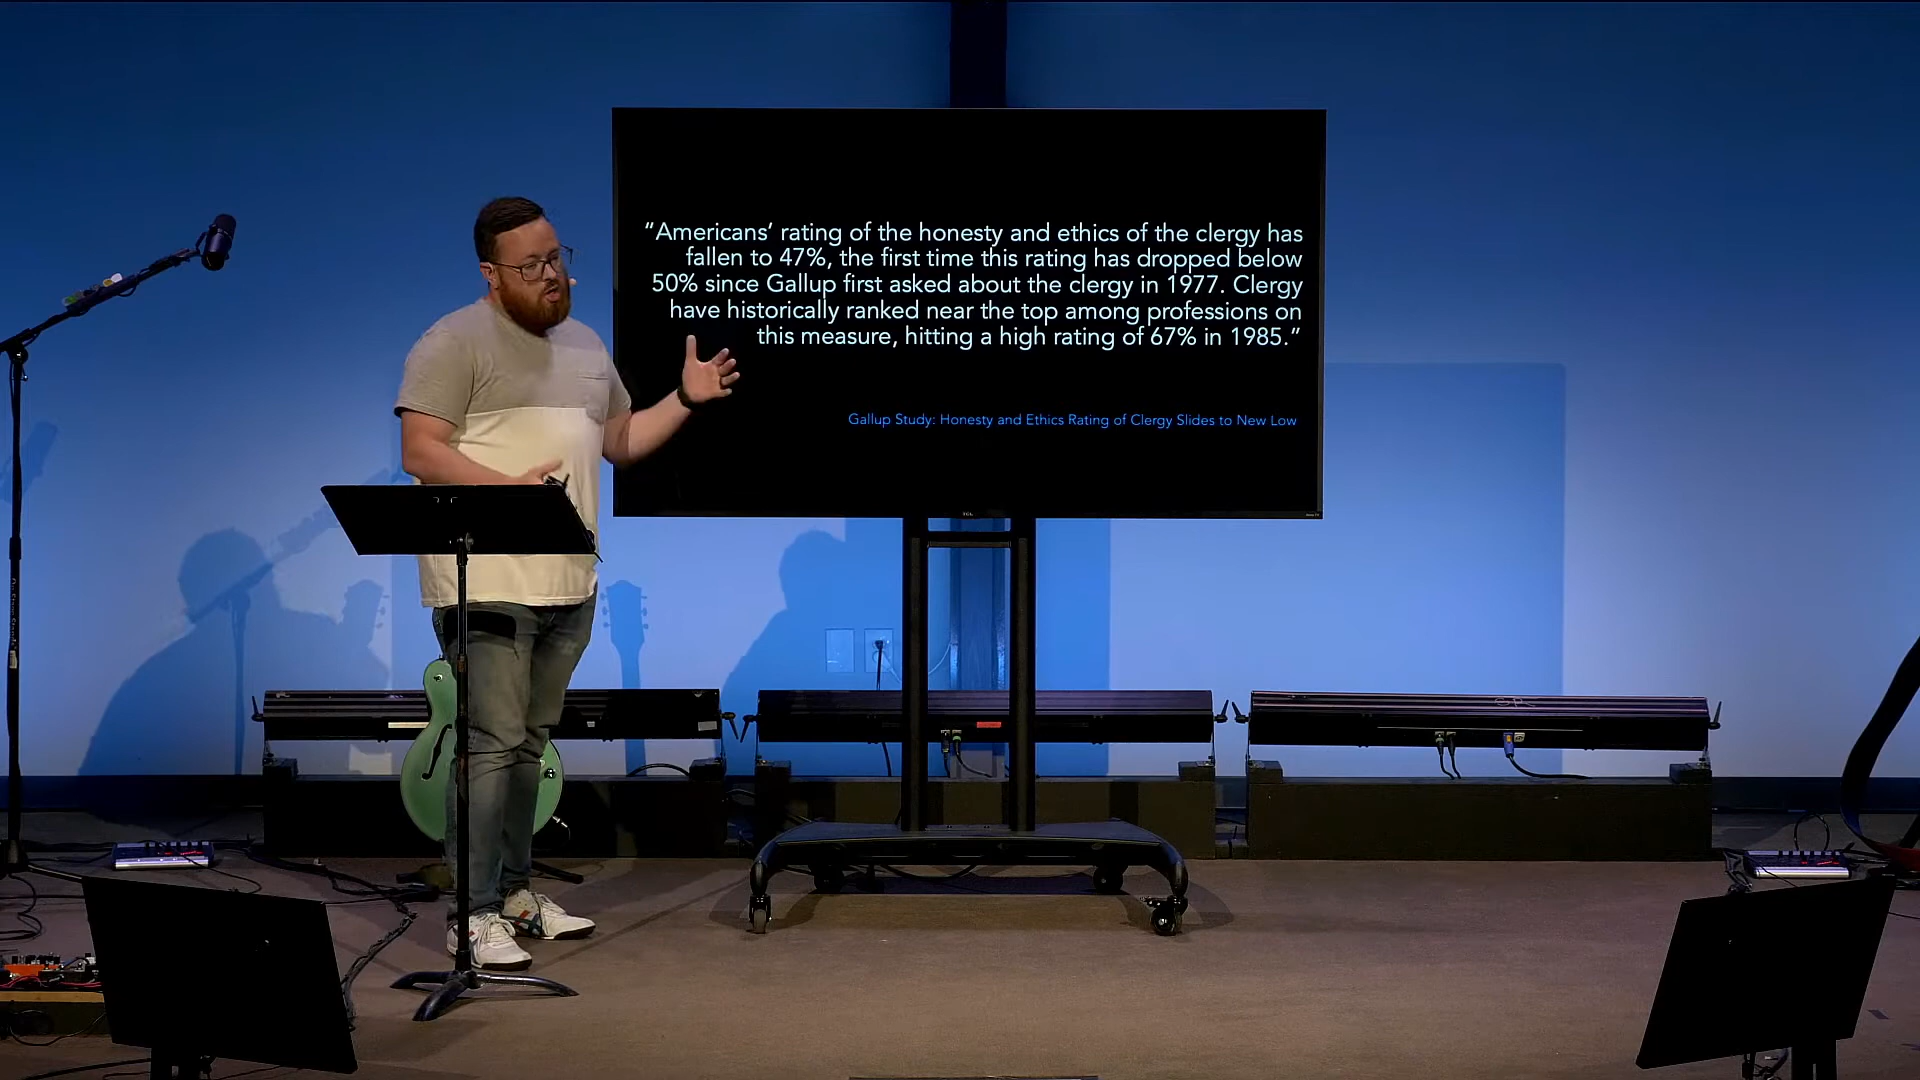 “Americans’ rating of the honesty and ethics of the clergy has
fallen to 47%, the first time this rating has dropped below
50% since Gallup first asked about the clergy in 1977. Clergy
have historically ranked near the top among professions on
this measure, hitting a high rating of 67% in 1985.”
Gallup Study: Honesty and Ethics Rating of Clergy Slides to New Low
TCL